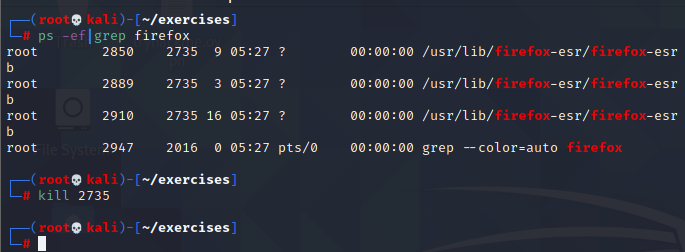 ┌──(root💀kali)-[~/exercises]
└─# ps -ef|grep firefox
root        2850    2735  9 05:27 ?        00:00:00 /usr/lib/firefox-esr/firefox-esr
b
root        2889    2735  3 05:27 ?        00:00:00 /usr/lib/firefox-esr/firefox-esr
b
root        2910    2735 16 05:27 ?        00:00:00 /usr/lib/firefox-esr/firefox-esr
b
root        2947    2016  0 05:27 pts/0    00:00:00 grep --color=auto firefox
File System
┌──(root💀kali)-[~/exercises]
└─# kill 2735
┌──(root💀kali)-[~/exercises]
└─#